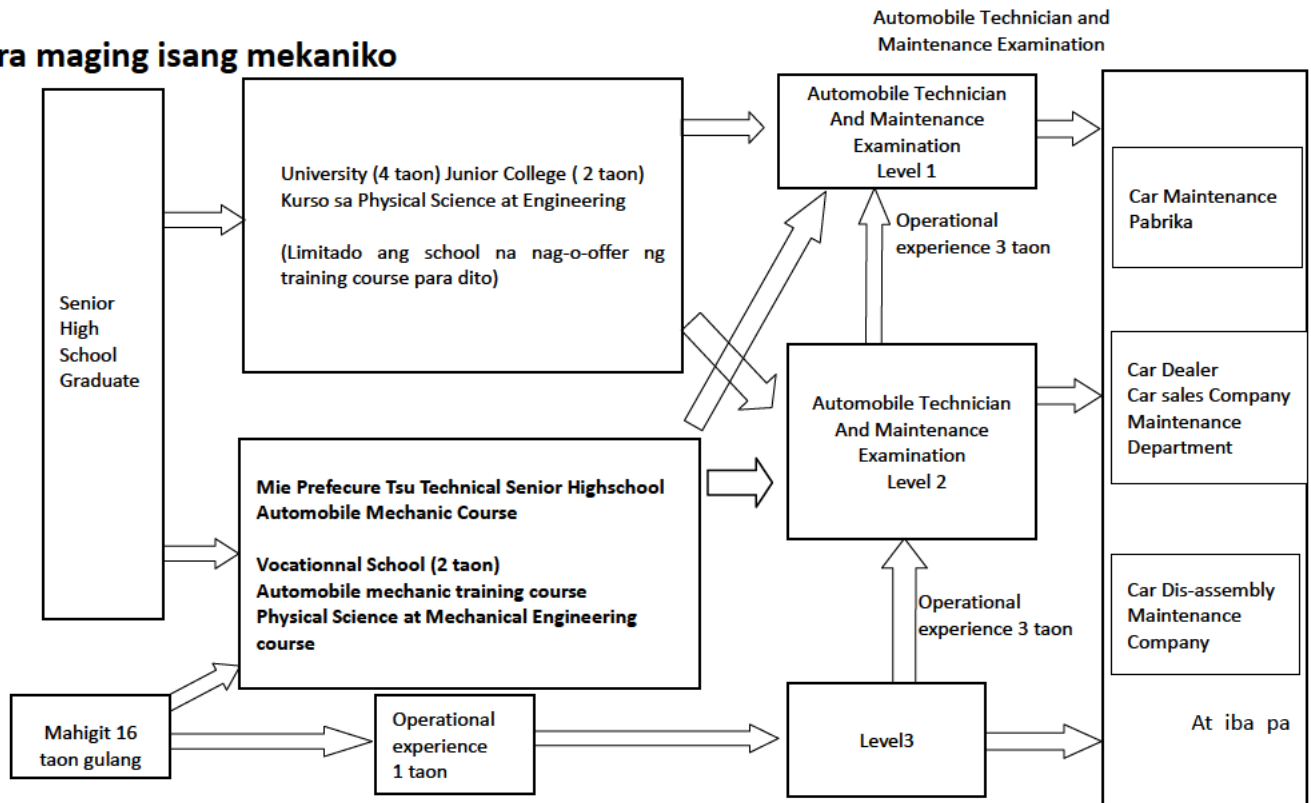 ra maging isang mekaniko
Automobile Technician and
Maintenance Examination
Senior
High
School
Graduate
University (4 taon) Junior College ( 2 taon)
Kurso sa Physical Science at Engineering
(Limitado ang school na nag-o-offer ng
training course para dito)
Automobile Technician
And Maintenance
Examination
Level 1
Operational
experience 3 taon
Car Maintenance
Pabrika
Mie Prefecure Tsu Technical Senior Highschool
Automobile Mechanic Course
Vocationnal School (2 taon)
Automobile mechanic training course
Physical Science at Mechanical Engineering
course
Automobile Technician
And Maintenance
Examination
Level 2
Operational
experience 3 taon
Car Dealer
Car sales Company
Maintenance
Department
Car Dis-assembly
Maintenance
Company
Mahigit 16
taon gulang
Operational
experience
1 taon
Level3
At iba pa